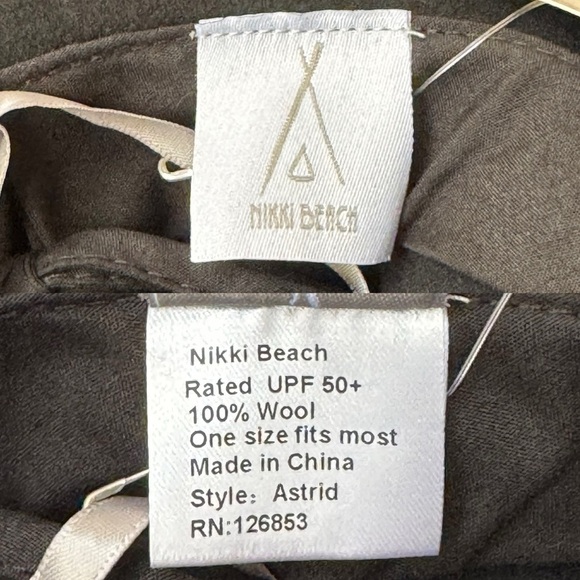 NIKKI BEACH
Nikki Beach
Rated UPF 50+
100% Wool
One size fits most
Made in China
Style: Astrid
RN:126853